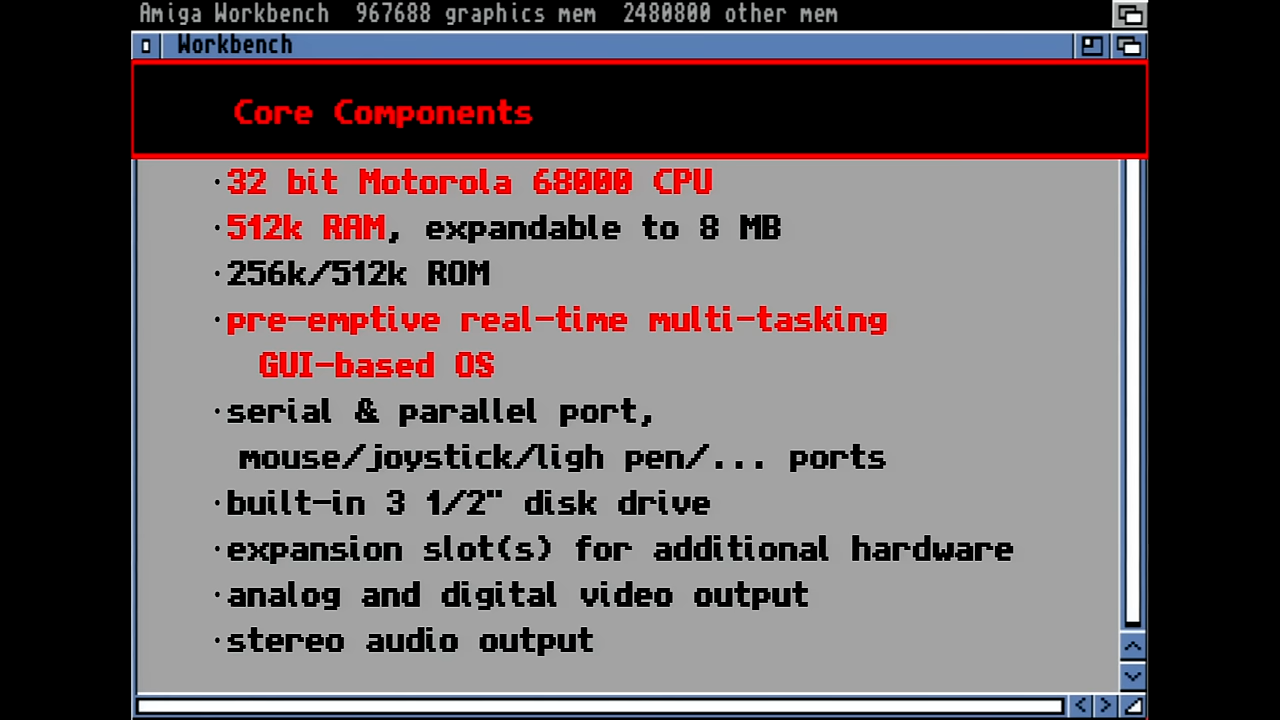 Amiga Workbench 967688 graphics mem 2480800 other mem
Workbench
Core Components
·32 bit Motorola 68000 CPU
·512k RAM, expandable to 8 MB
·256k/512k ROM
·pre-emptive real-time multi-tasking
GUI-based OS
·serial & parallel port,
mouse/joystick/ligh pen/... ports
·built-in 3 1/2" disk drive
·expansion slot(s) for additional hardware
·analog and digital video output
·stereo audio output